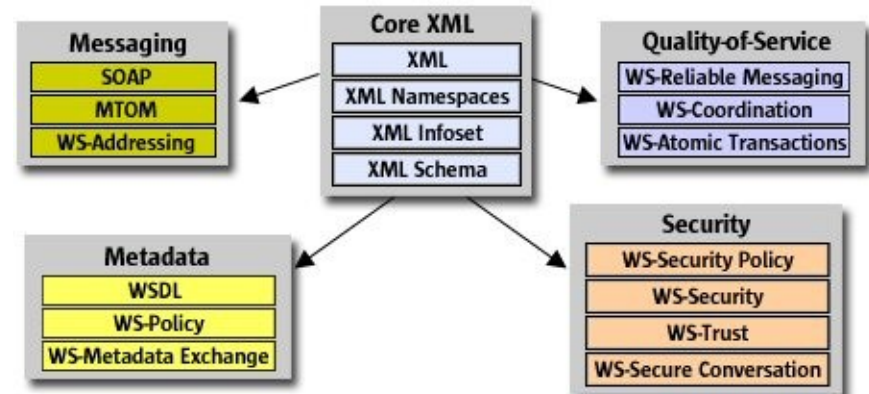 Messaging
SOAP
MTOM
WS-Addressing
Core XML
XML
XML Namespaces
XML Infoset
XML Schema
Quality-of-Service
WS-Reliable Messaging
WS-Coordination
WS-Atomic Transactions
Metadata
WSDL
WS-Policy
WS-Metadata Exchange
Security
WS-Security Policy
WS-Security
WS-Trust
WS-Secure Conversation